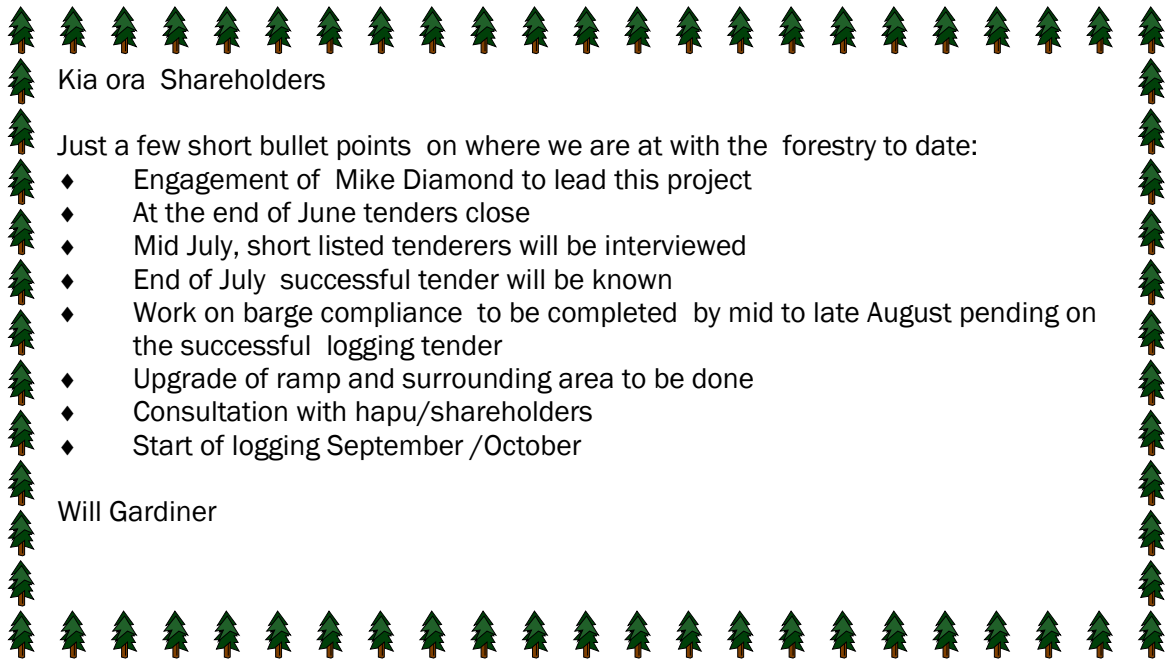 Kia ora  Shareholders
Just a few short bullet points  on where we are at with the  forestry to date:
♦ Engagement of  Mike Diamond to lead this project
♦ At the end of June tenders close
♦ Mid July, short listed tenderers will be interviewed
♦ End of July  successful tender will be known
♦ Work on barge compliance  to be completed  by mid to late August pending on
the successful  logging tender
♦ Upgrade of ramp and surrounding area to be done
♦ Consultation with hapu/shareholders
♦ Start of logging September /October
Will Gardiner